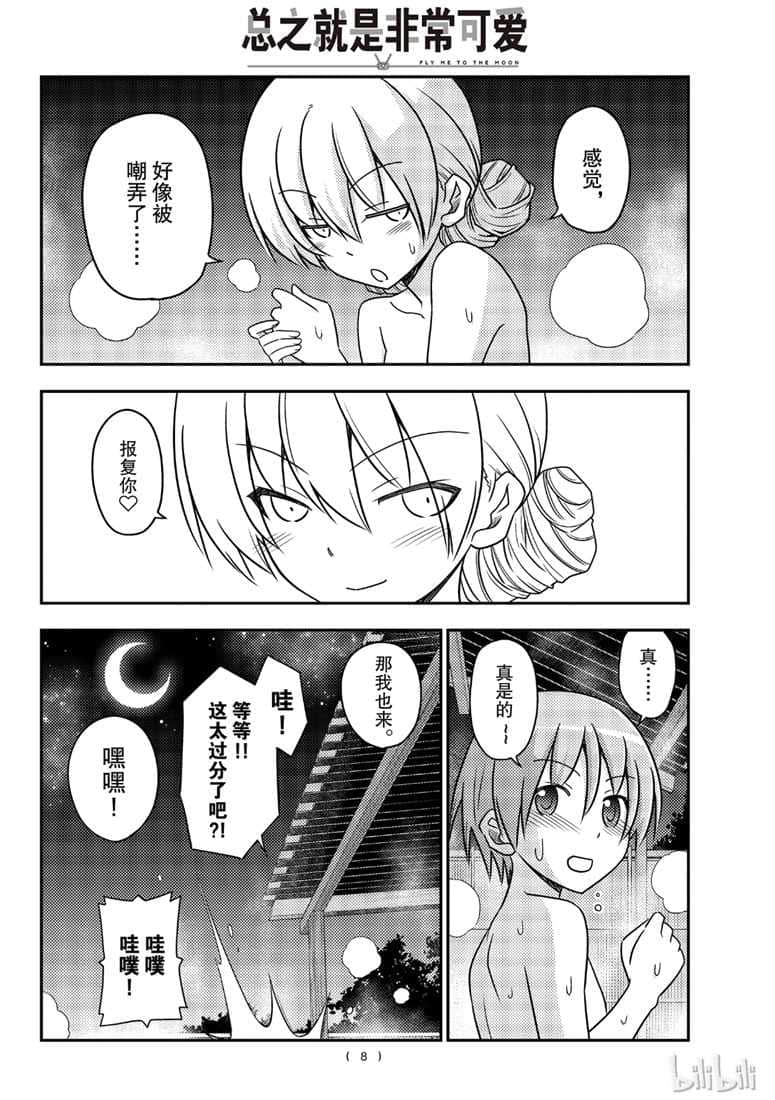 总之就是非常可爱
FLY ME TO THE MOON
感觉，
好像被
嘲弄了……
报复你♡
真……
真是的~
那我也来。
哇！
等等!!
这太过分了吧?!
嘿嘿！
哇噗
哇噗！
( 8 )
bilibili